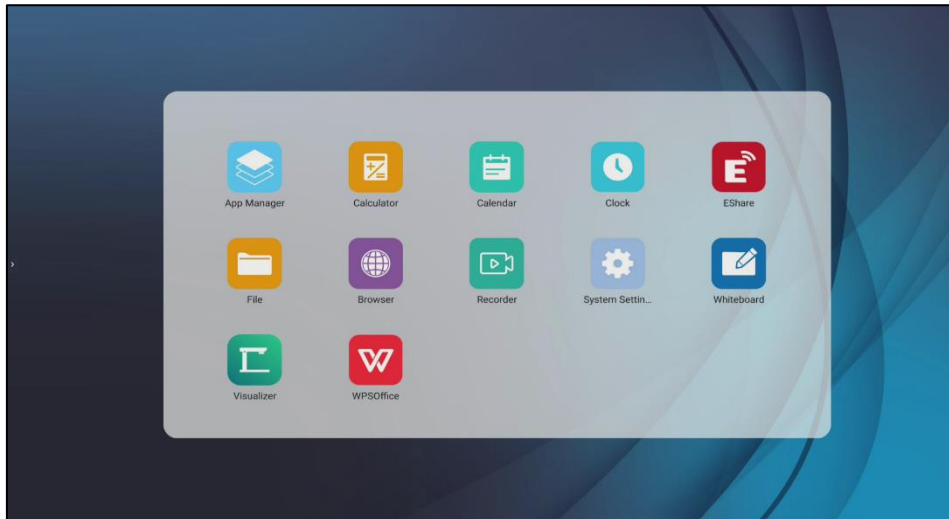 App Manager
Calculator
Calendar
Clock
E
EShare
File
Browser
Recorder
System Settin...
Whiteboard
Visualizer
WPSOffice